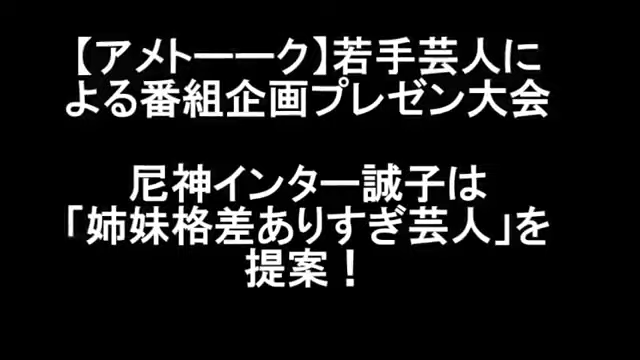 【アメトーーク】若手芸人に
よる番組企画プレゼン大会
尼神インター誠子は
「姉妹格差ありすぎ芸人」を
提案！